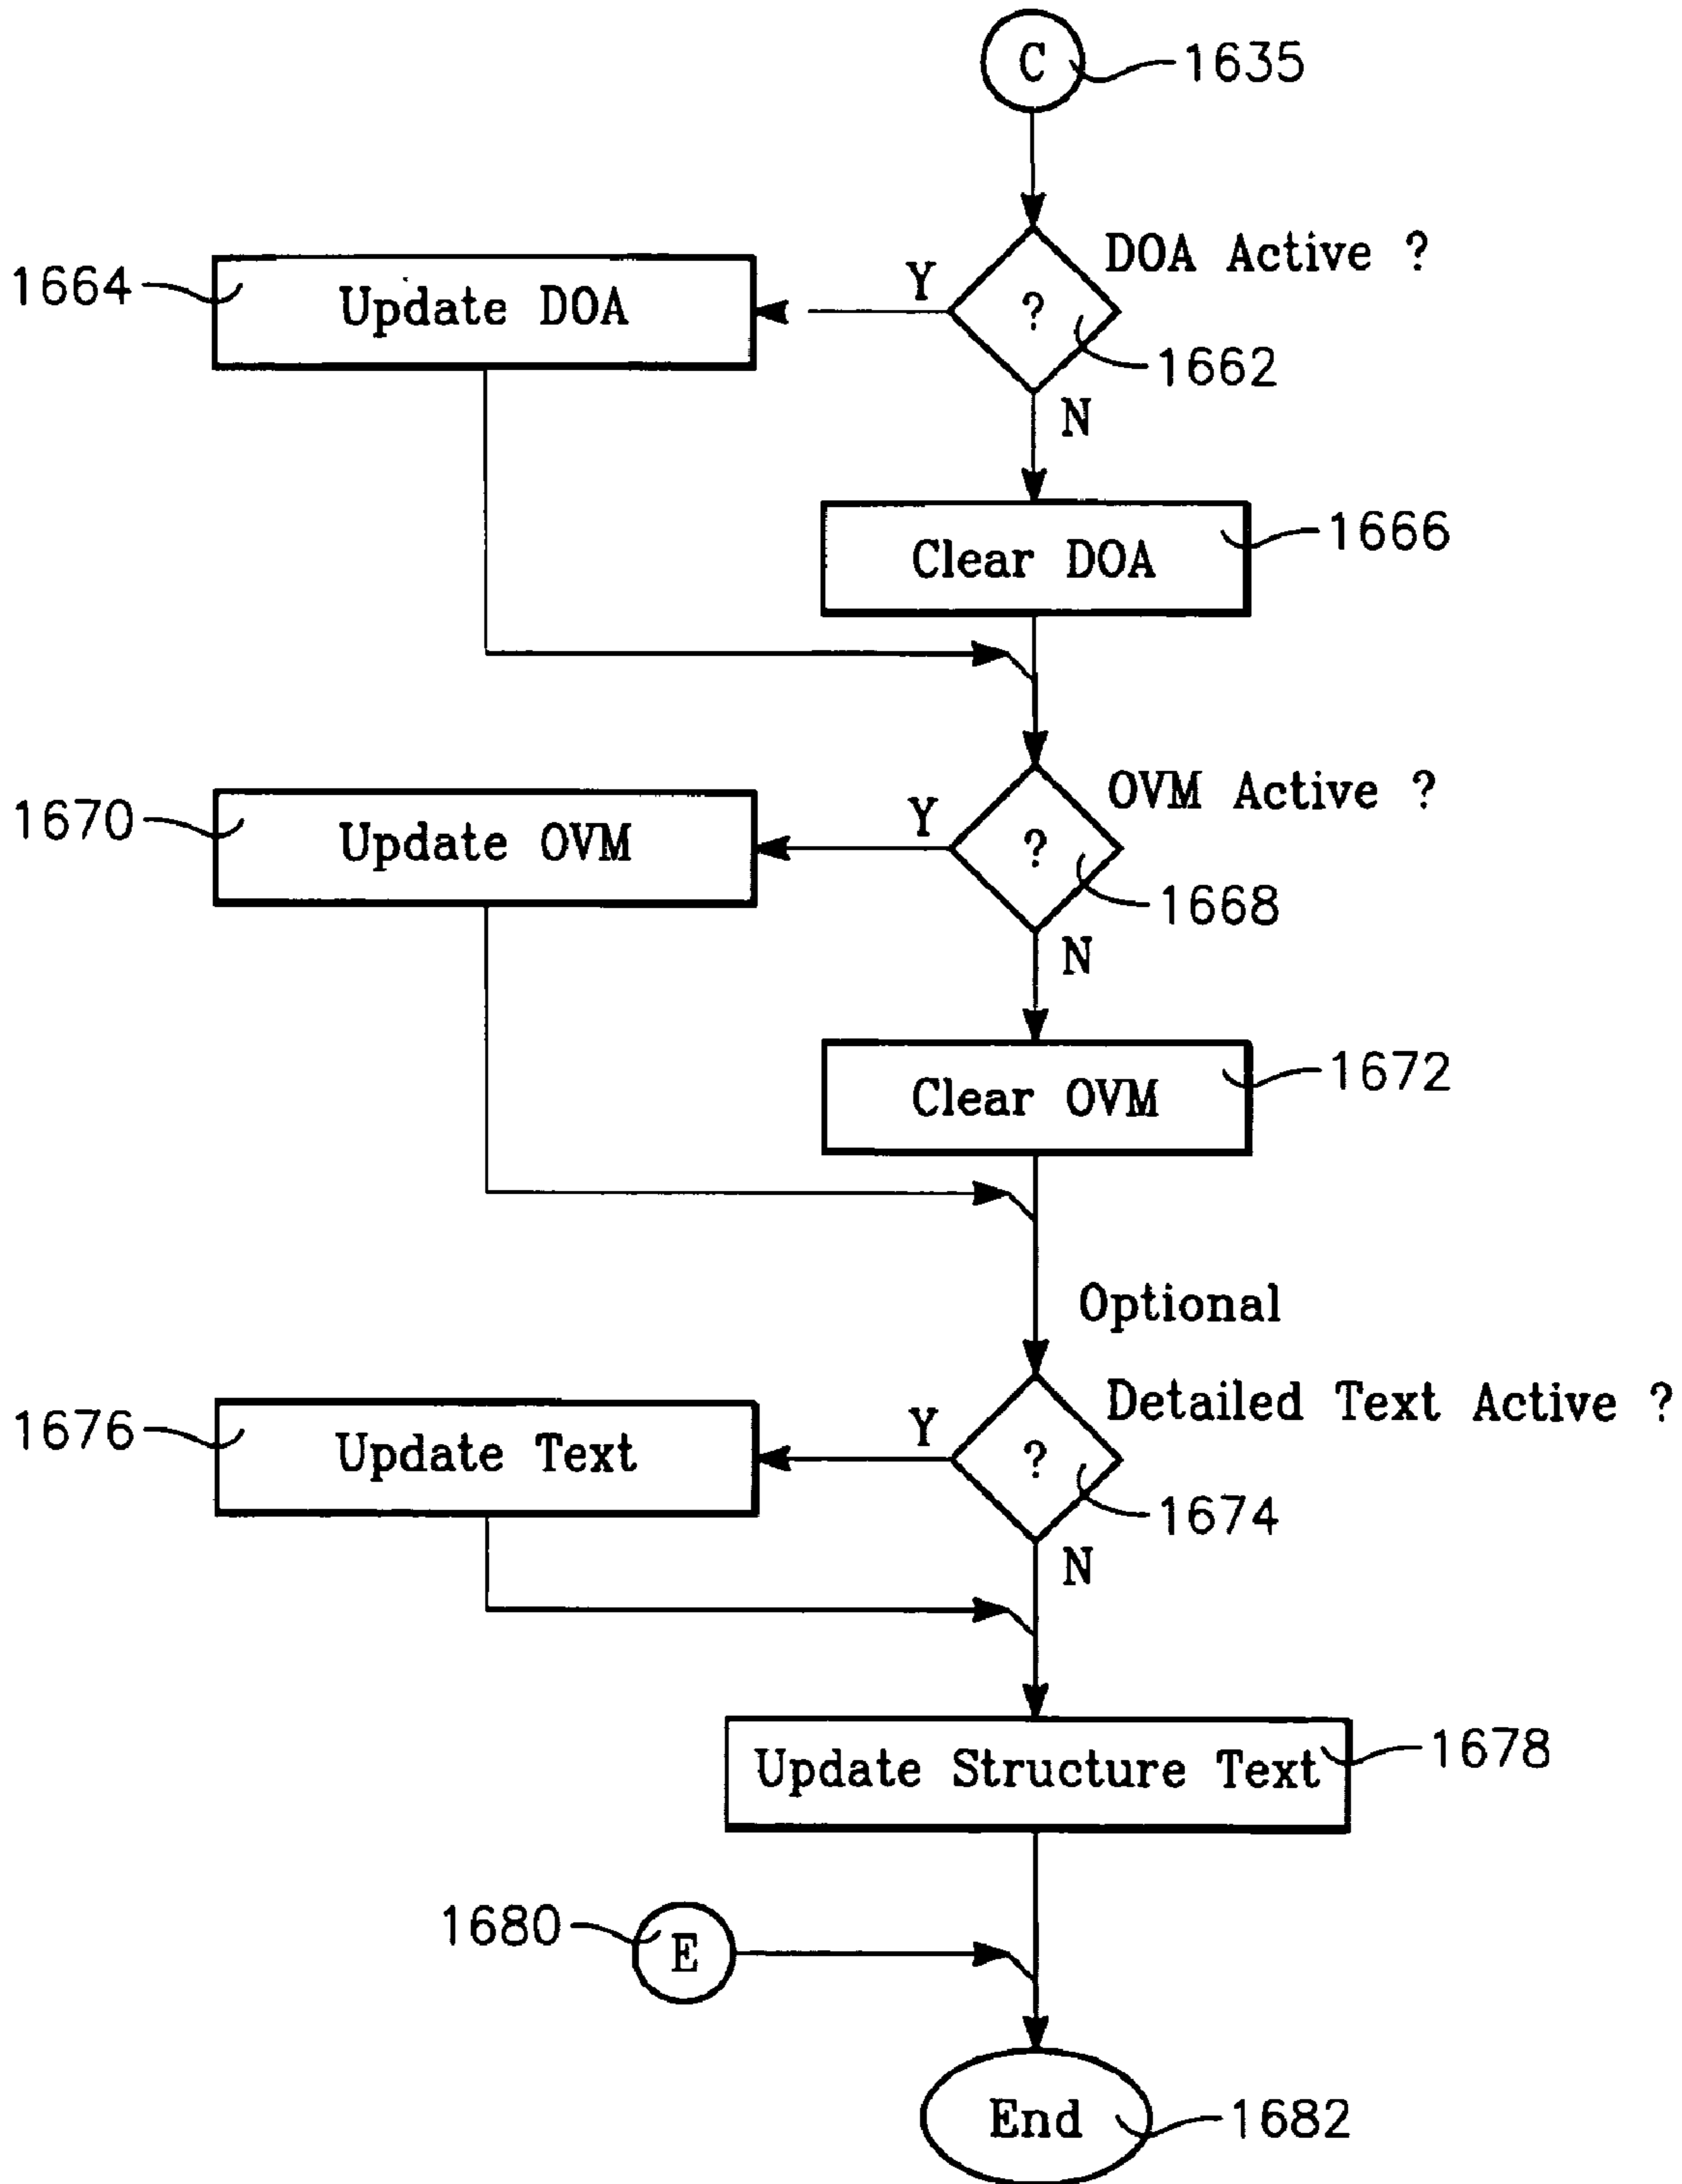 C
1635
DOA Active ?
1664
Update DOA
Y
?
1662
N
Clear DOA
1666
OVM Active ?
1670
Update OVM
Y
?
1668
N
Clear OVM
1672
Optional
Detailed Text Active ?
1676
Update Text
Y
?
1674
N
Update Structure Text
1678
1680
E
End
1682